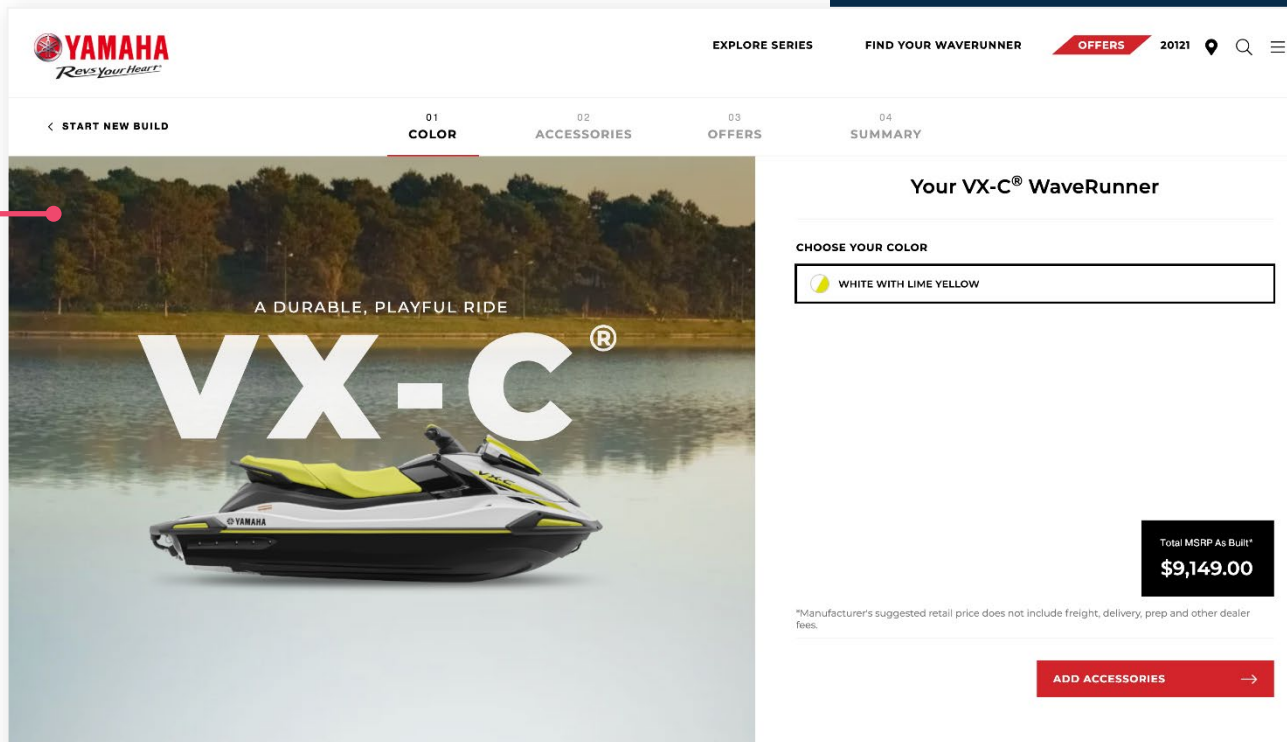 YAMAHA
Revs Your Heart
EXPLORE SERIES
FIND YOUR WAVERUNNER
OFFERS
20121
< START NEW BUILD
01
COLOR
02
ACCESSORIES
03
OFFERS
04
SUMMARY
A DURABLE, PLAYFUL RIDE
VX-C®
VX-C
YAMAHA
Your VX-C® WaveRunner
CHOOSE YOUR COLOR
WHITE WITH LIME YELLOW
Total MSRP As Built*
$9,149.00
*Manufacturer's suggested retail price does not include freight, delivery, prep and other dealer
fees.
ADD ACCESSORIES →